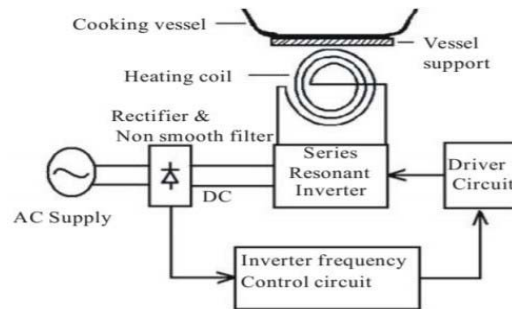 Cooking vessel
Vessel
support
Heating coil
Rectifier &
Non smooth filter
Series
Resonant
Inverter
Driver
Circuit
DC
AC Supply
Inverter frequency
Control circuit